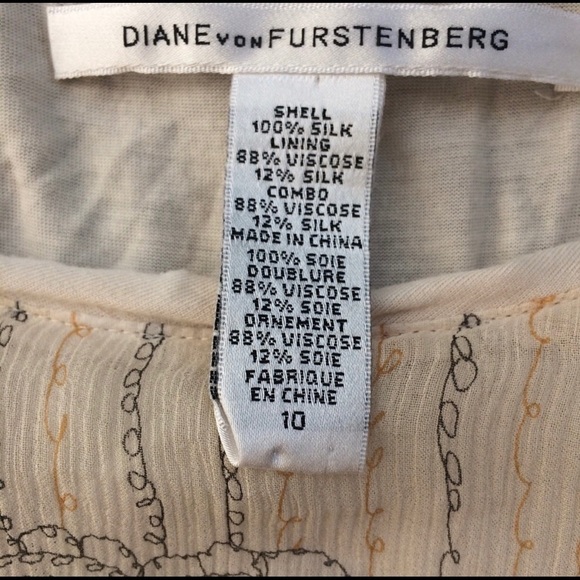 DIANE VON FURSTENBERG
SHELL
100% SILK
LINING
88% VISCOSE
12% SILK
COMBO
88% VISCOSE
12% SILK
MADE IN CHINA
100% SOIE
DOUBLURE
88% VISCOSE
12% SOIE
ORNEMENT
88% VISCOSE
12% SOIE
FABRIQUE
EN CHINE
10